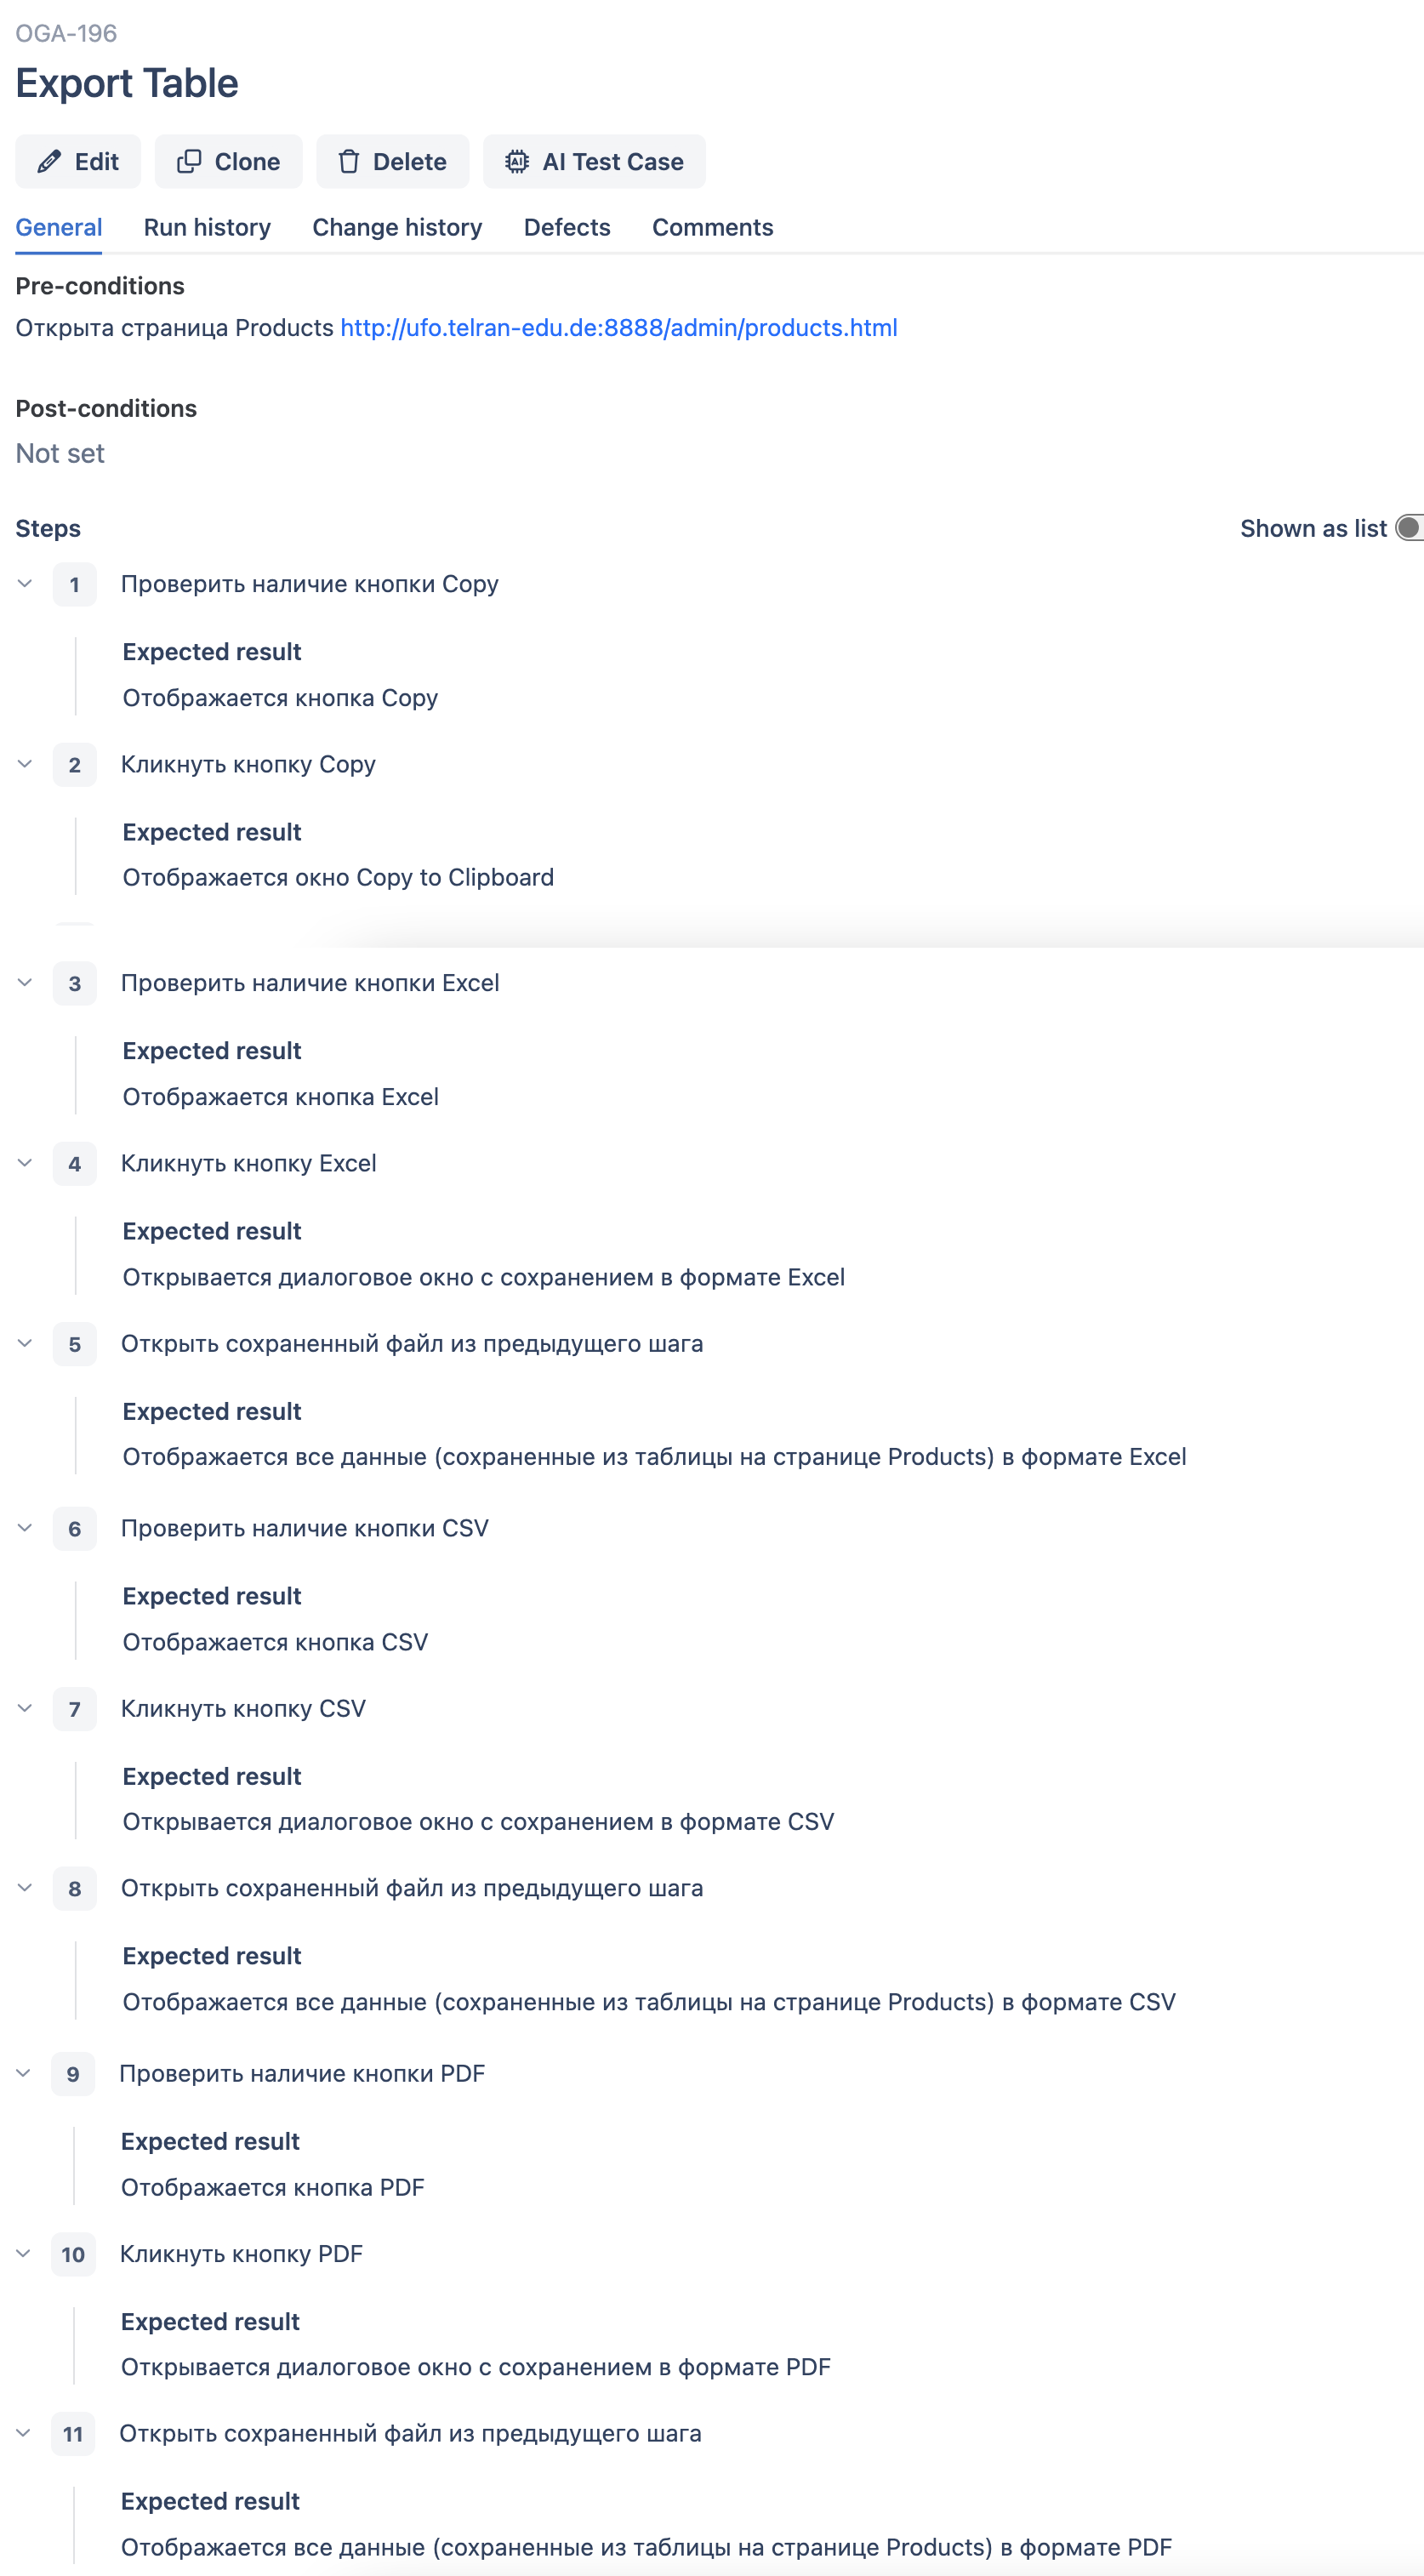 OGA-196
Export Table
Edit Clone Delete AI Test Case
General Run history Change history Defects Comments
Pre-conditions
Открыта страница Products http://ufo.telran-edu.de:8888/admin/products.html
Post-conditions
Not set
Steps Shown as list
1 Проверить наличие кнопки Copy
Expected result
Отображается кнопка Copy
2 Кликнуть кнопку Copy
Expected result
Отображается окно Copy to Clipboard
3 Проверить наличие кнопки Excel
Expected result
Отображается кнопка Excel
4 Кликнуть кнопку Excel
Expected result
Открывается диалоговое окно с сохранением в формате Excel
5 Открыть сохраненный файл из предыдущего шага
Expected result
Отображается все данные (сохраненные из таблицы на странице Products) в формате Excel
6 Проверить наличие кнопки CSV
Expected result
Отображается кнопка CSV
7 Кликнуть кнопку CSV
Expected result
Открывается диалоговое окно с сохранением в формате CSV
8 Открыть сохраненный файл из предыдущего шага
Expected result
Отображается все данные (сохраненные из таблицы на странице Products) в формате CSV
9 Проверить наличие кнопки PDF
Expected result
Отображается кнопка PDF
10 Кликнуть кнопку PDF
Expected result
Открывается диалоговое окно с сохранением в формате PDF
11 Открыть сохраненный файл из предыдущего шага
Expected result
Отображается все данные (сохраненные из таблицы на странице Products) в формате PDF